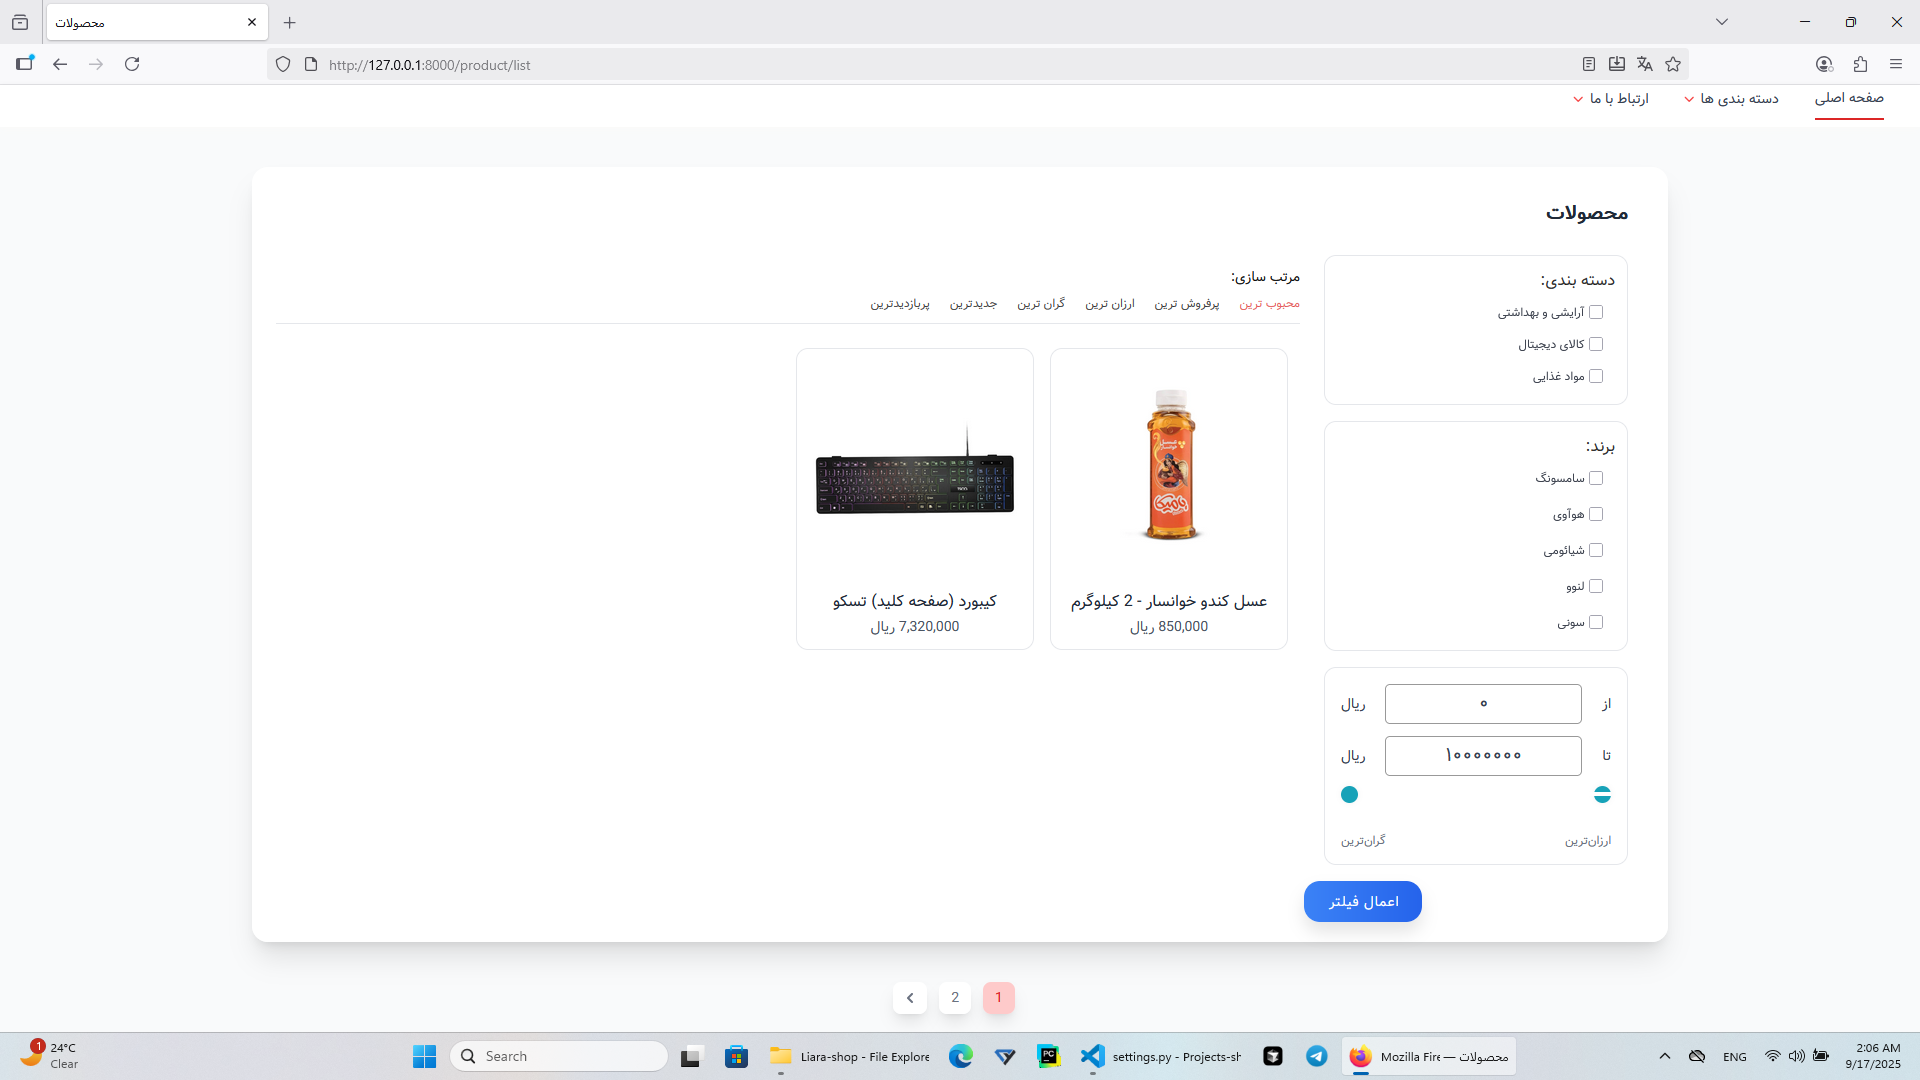 محصولات
http://127.0.0.1:8000/product/list
صفحه اصلی
دسته بندی ها
ارتباط با ما
محصولات
دسته بندی:
آرایشی و بهداشتی
کالای دیجیتال
مواد غذایی
برند:
سامسونگ
هوآوی
شیائومی
لنوو
سونی
از ۰ ریال
تا ۱۰۰۰۰۰۰۰ ریال
ارزان‌ترین گران‌ترین
اعمال فیلتر
مرتب سازی:
محبوب ترین پرفروش ترین ارزان ترین گران ترین جدیدترین پربازدیدترین
عسل کندو خوانسار - 2 کیلوگرم
850,000 ریال
کیبورد (صفحه کلید) تسکو
7,320,000 ریال
1 2
1
24°C
Clear
Search
Liara-shop - File Explore
PC
settings.py - Projects-sh
محصولات — Mozilla Fire
ENG
2:06 AM
9/17/2025